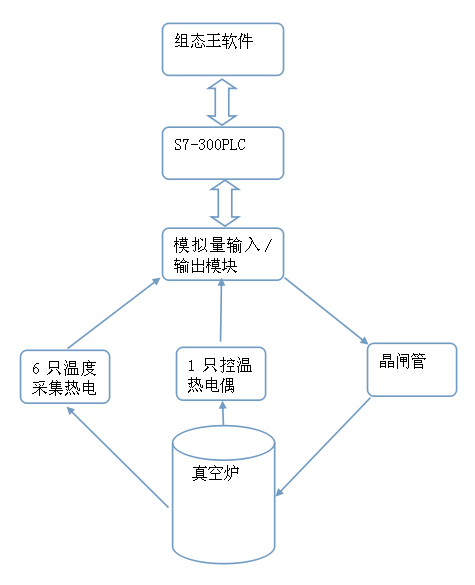 组态王软件
S7-300PLC
模拟量输入/
输出模块
6只温度
采集热电
1只控温
热电偶
晶闸管
真空炉